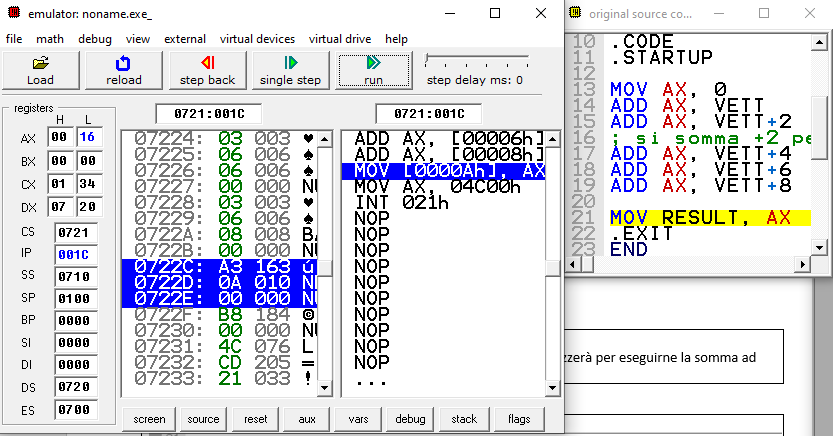 emulator: noname.exe_
file math debug view external virtual devices virtual drive help
Load reload step back single step run step delay ms: 0
registers
H L
AX 00 16
BX 00 00
CX 01 34
DX 07 20
CS 0721
IP 001C
SS 0710
SP 0100
BP 0000
SI 0000
DI 0000
DS 0720
ES 0700
0721:001C
07224: 03 003 ♥
07225: 06 006 ♠
07226: 06 006 ♠
07227: 00 000 NU
07228: 03 003 ♥
07229: 06 006 ♠
0722A: 08 008 BA
0722B: 00 000 NU
0722C: A3 163 ú
0722D: 0A 010 NE
0722E: 00 000 NU
0722F: B8 184 ©
07230: 00 000 NU
07231: 4C 076 L
07232: CD 205 =
07233: 21 033 !
0721:001C
ADD AX, [00006h]
ADD AX, [00008h]
MOV [0000Ah], AX
MOV AX, 04C00h
INT 021h
NOP
NOP
NOP
NOP
NOP
NOP
NOP
NOP
NOP
NOP
...
screen source reset aux vars debug stack flags
original source co...
10 .CODE
11 .STARTUP
12
13 MOV AX, 0
14 ADD AX, VETT
15 ADD AX, VETT+2
16 ; si somma +2 pe
17 ADD AX, VETT+4
18 ADD AX, VETT+6
19 ADD AX, VETT+8
20
21 MOV RESULT, AX
22 .EXIT
23 END
zzerà per eseguirne la somma ad